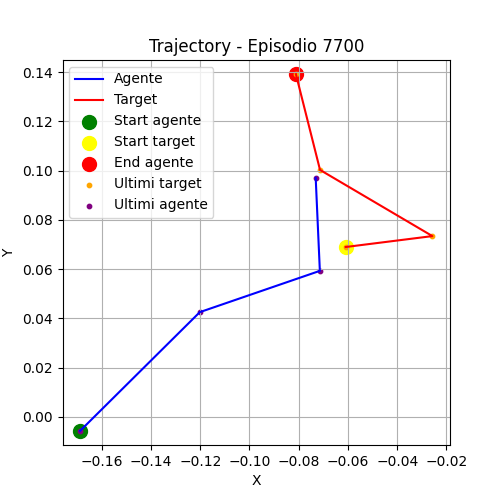 Trajectory - Episodio 7700
Agente
Target
Start agente
Start target
End agente
Ultimi target
Ultimi agente
0.14
0.12
0.10
0.08
0.06
0.04
0.02
0.00
Y
−0.16 −0.14 −0.12 −0.10 −0.08 −0.06 −0.04 −0.02
X